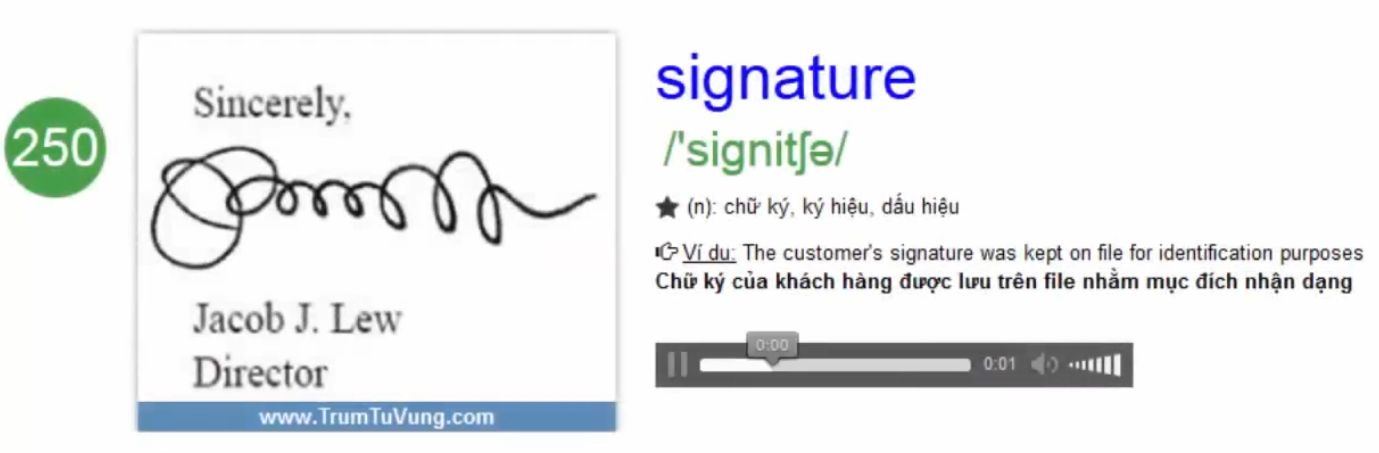 250
Sincerely,
Jacob J. Lew
Director
www.TrumTuVung.com
signature
/'signitʃə/
★ (n): chữ ký, ký hiệu, dấu hiệu
Ví du: The customer's signature was kept on file for identification purposes
Chữ ký của khách hàng được lưu trên file nhằm mục đích nhận dạng
0:00
0:01